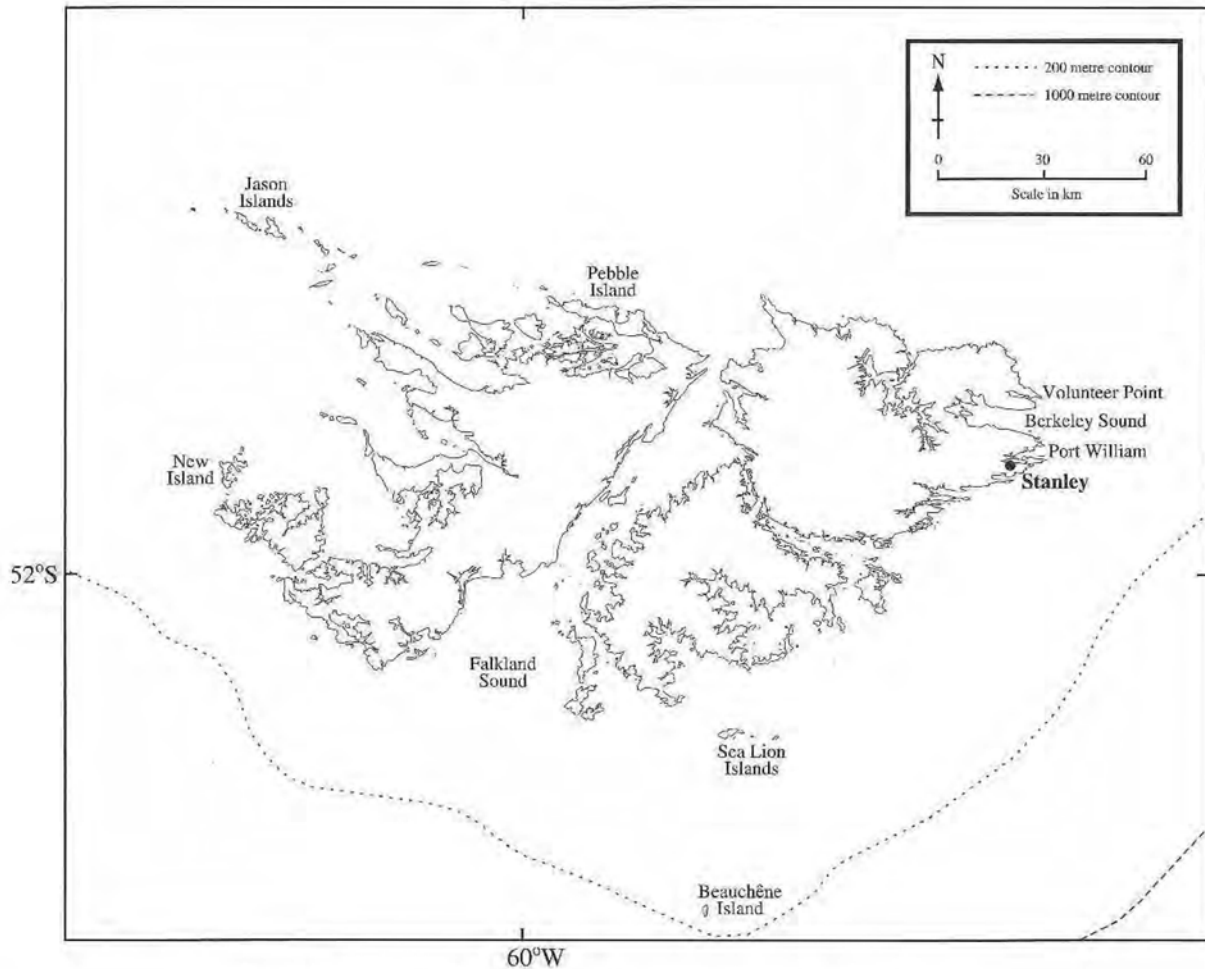 N
200 metre contour
1000 metre contour
0 30 60
Scale in km
Jason
Islands
Pebble
Island
Volunteer Point
Berkeley Sound
Port William
Stanley
New
Island
52°S
Falkland
Sound
Sea Lion
Islands
Beauchêne
Island
60°W